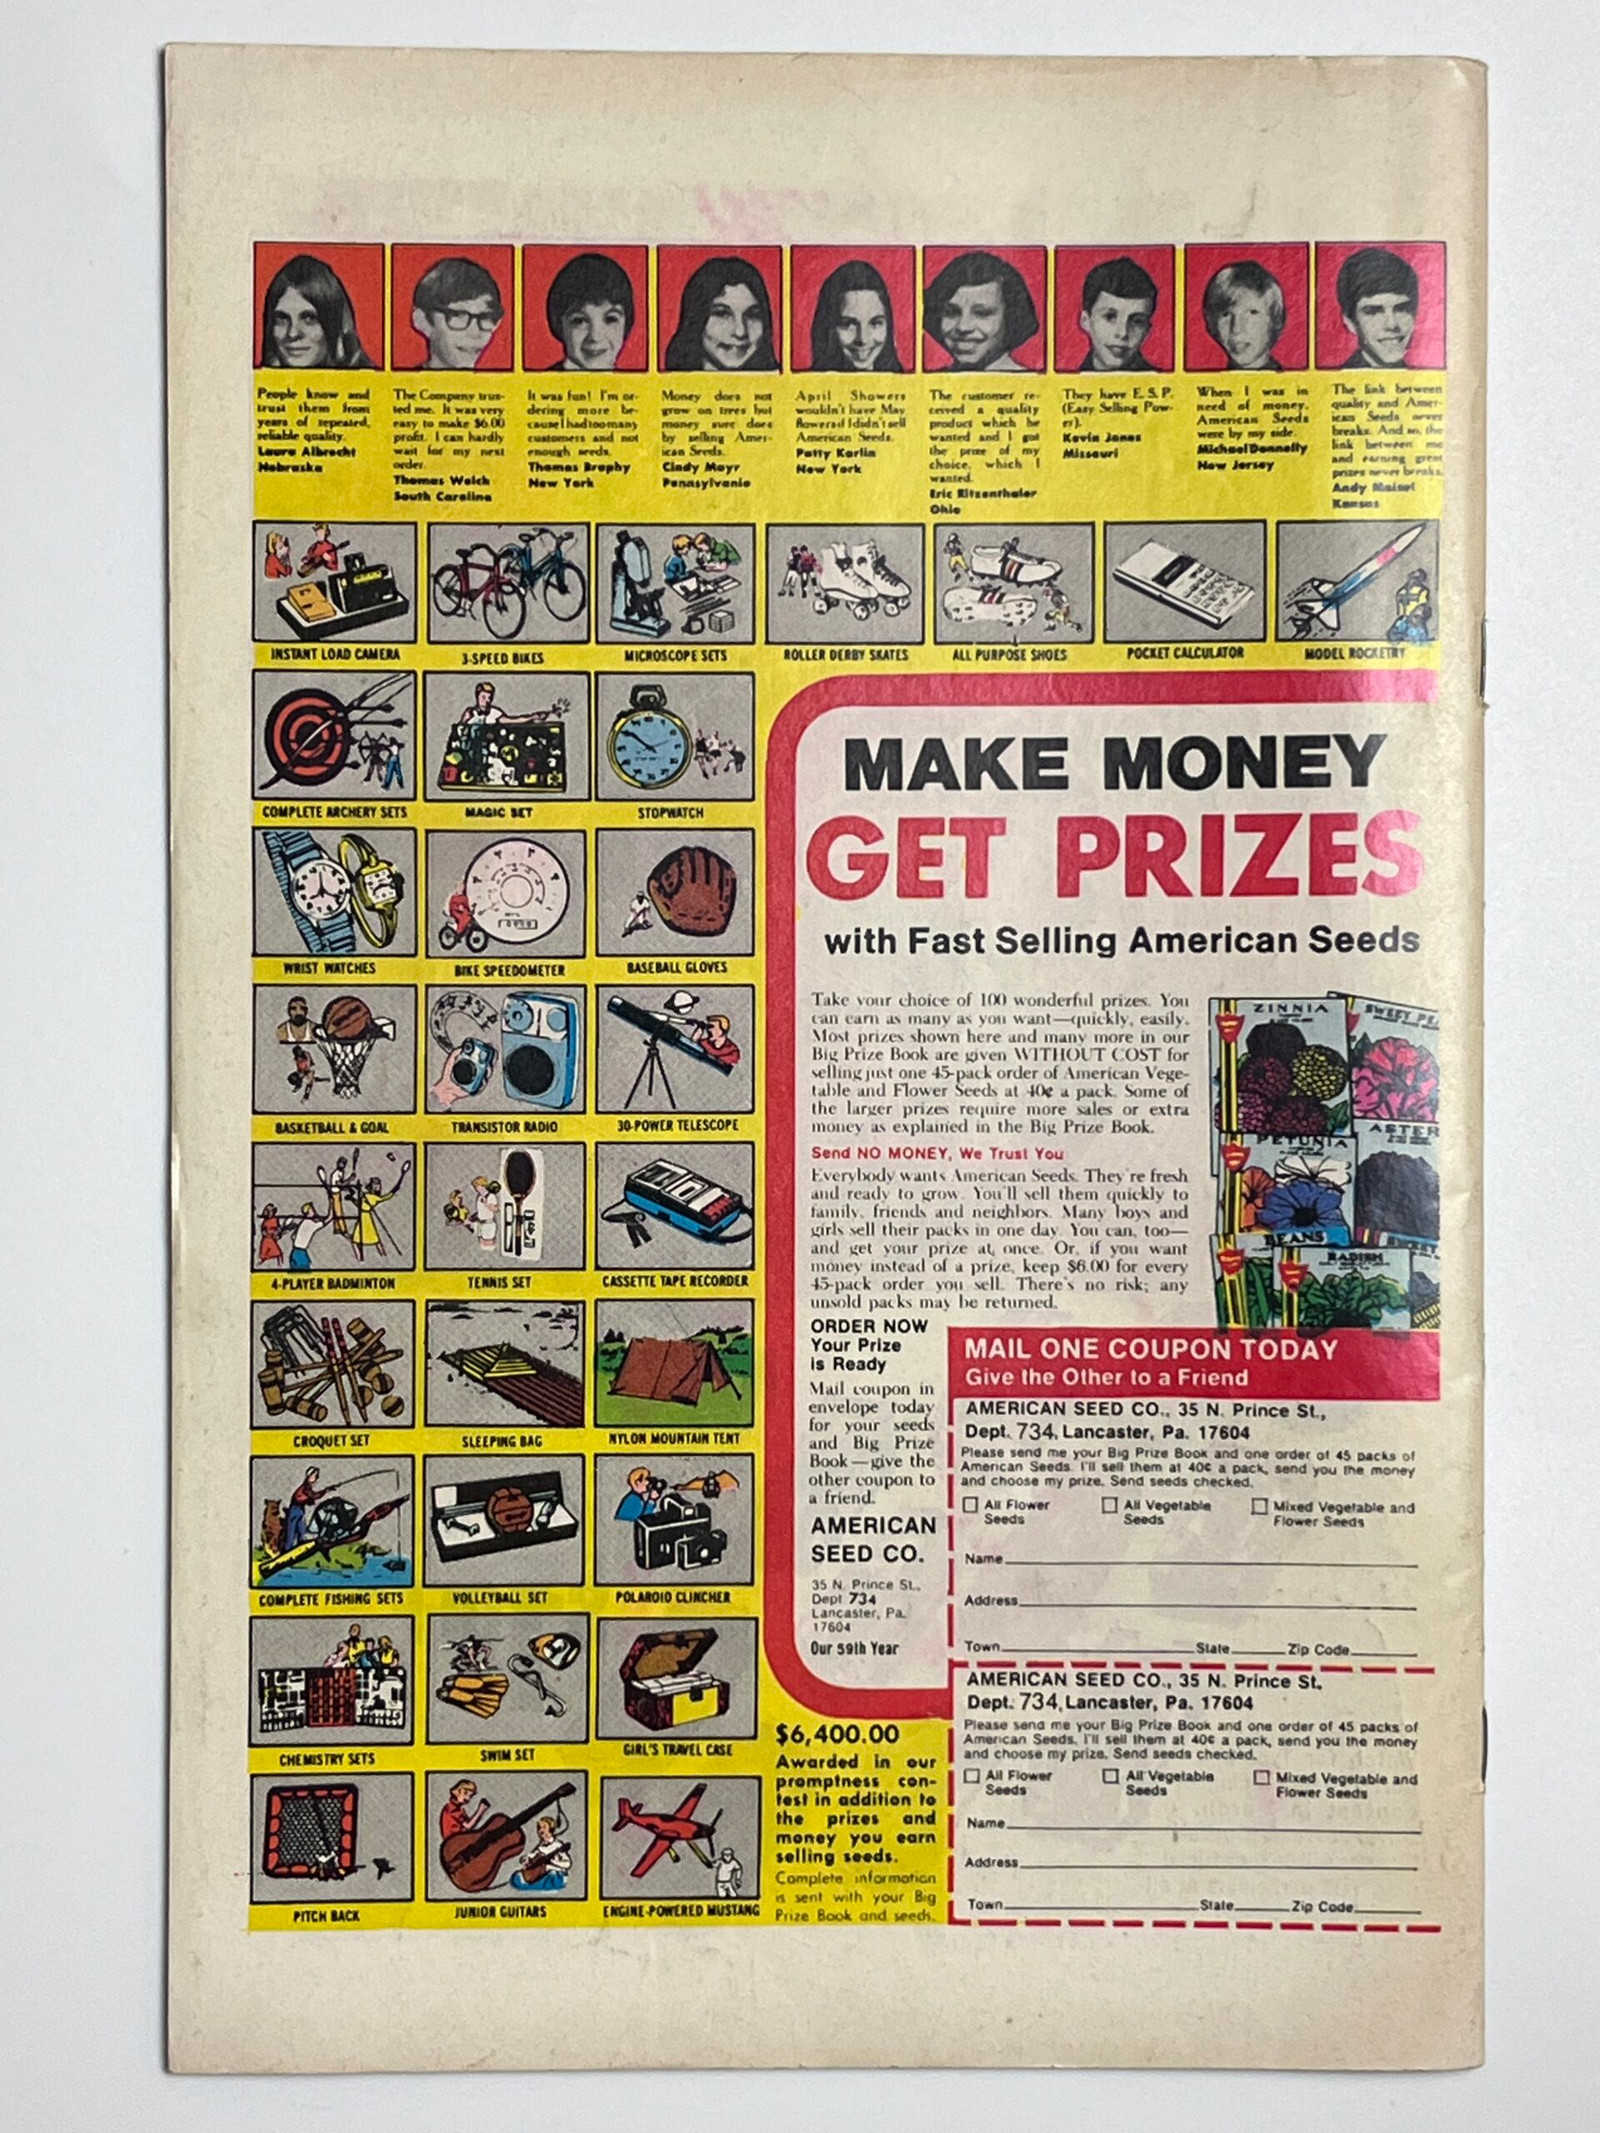 People know and
trust them from
years of repeated,
reliable quality.
Laura Albrecht
Nebraska
The Company trus-
ted me. It was very
easy to make $6.00
profit. I can hardly
wait for my next
order.
Thomas Welch
South Carolina
It was fun! I'm or-
dering more be-
cause I had too many
customers and not
enough seeds.
Thomas Brophy
New York
Money does not
grow on trees but
money sure does
by selling Amer-
ican Seeds.
Cindy Mayr
Pennsylvania
April Showers
wouldn't have May
flowers if I didn't sell
American Seeds.
Patty Karlin
New York
The customer re-
ceived a quality
product which he
wanted and I got
the prize of my
choice, which I
wanted.
Eric Ritzenthaler
Ohio
They have E.S.P.
(Easy Selling Pow-
er).
Kevin Jones
Missouri
When I was in
need of money,
American Seeds
were by my side.
Michael Donnelly
New Jersey
The link between
quality and Amer-
ican Seeds never
breaks. And so, the
link between me
and earning great
prizes never breaks.
Andy Maisel
Kansas
INSTANT LOAD CAMERA
3-SPEED BIKES
MICROSCOPE SETS
ROLLER DERBY SKATES
ALL PURPOSE SHOES
POCKET CALCULATOR
MODEL ROCKETRY
COMPLETE ARCHERY SETS
MAGIC SET
STOPWATCH
WRIST WATCHES
BIKE SPEEDOMETER
BASEBALL GLOVES
BASKETBALL & GOAL
TRANSISTOR RADIO
30-POWER TELESCOPE
4-PLAYER BADMINTON
TENNIS SET
CASSETTE TAPE RECORDER
CROQUET SET
SLEEPING BAG
NYLON MOUNTAIN TENT
COMPLETE FISHING SETS
VOLLEYBALL SET
POLAROID CLINCHER
CHEMISTRY SETS
SWIM SET
GIRL'S TRAVEL CASE
PITCH BACK
JUNIOR GUITARS
ENGINE-POWERED MUSTANG
MAKE MONEY
GET PRIZES
with Fast Selling American Seeds
Take your choice of 100 wonderful prizes. You
can earn as many as you want—quickly, easily.
Most prizes shown here and many more in our
Big Prize Book are given WITHOUT COST for
selling just one 45-pack order of American Vege-
table and Flower Seeds at 40¢ a pack. Some of
the larger prizes require more sales or extra
money as explained in the Big Prize Book.
Send NO MONEY, We Trust You
Everybody wants American Seeds. They're fresh
and ready to grow. You'll sell them quickly to
family, friends and neighbors. Many boys and
girls sell their packs in one day. You can, too—
and get your prize at once. Or, if you want
money instead of a prize, keep $6.00 for every
45-pack order you sell. There's no risk; any
unsold packs may be returned.
ZINNIA
SWEET PE
PETUNIA
ASTER
BEANS
RADISH
SWEET
ORDER NOW
Your Prize
is Ready
Mail coupon in
envelope today
for your seeds
and Big Prize
Book—give the
other coupon to
a friend.
AMERICAN
SEED CO.
35 N. Prince St.,
Dept 734
Lancaster, Pa.
17604
Our 59th Year
$6,400.00
Awarded in our
promptness con-
test in addition to
the prizes and
money you earn
selling seeds.
Complete information
is sent with your Big
Prize Book and seeds.
MAIL ONE COUPON TODAY
Give the Other to a Friend
AMERICAN SEED CO., 35 N. Prince St.,
Dept. 734, Lancaster, Pa. 17604
Please send me your Big Prize Book and one order of 45 packs of
American Seeds. I'll sell them at 40¢ a pack, send you the money
and choose my prize. Send seeds checked.
All Flower Seeds
All Vegetable Seeds
Mixed Vegetable and Flower Seeds
Name
Address
Town State Zip Code
AMERICAN SEED CO., 35 N. Prince St.
Dept. 734, Lancaster, Pa. 17604
Please send me your Big Prize Book and one order of 45 packs of
American Seeds. I'll sell them at 40¢ a pack, send you the money
and choose my prize. Send seeds checked.
All Flower Seeds
All Vegetable Seeds
Mixed Vegetable and Flower Seeds
Name
Address
Town State Zip Code